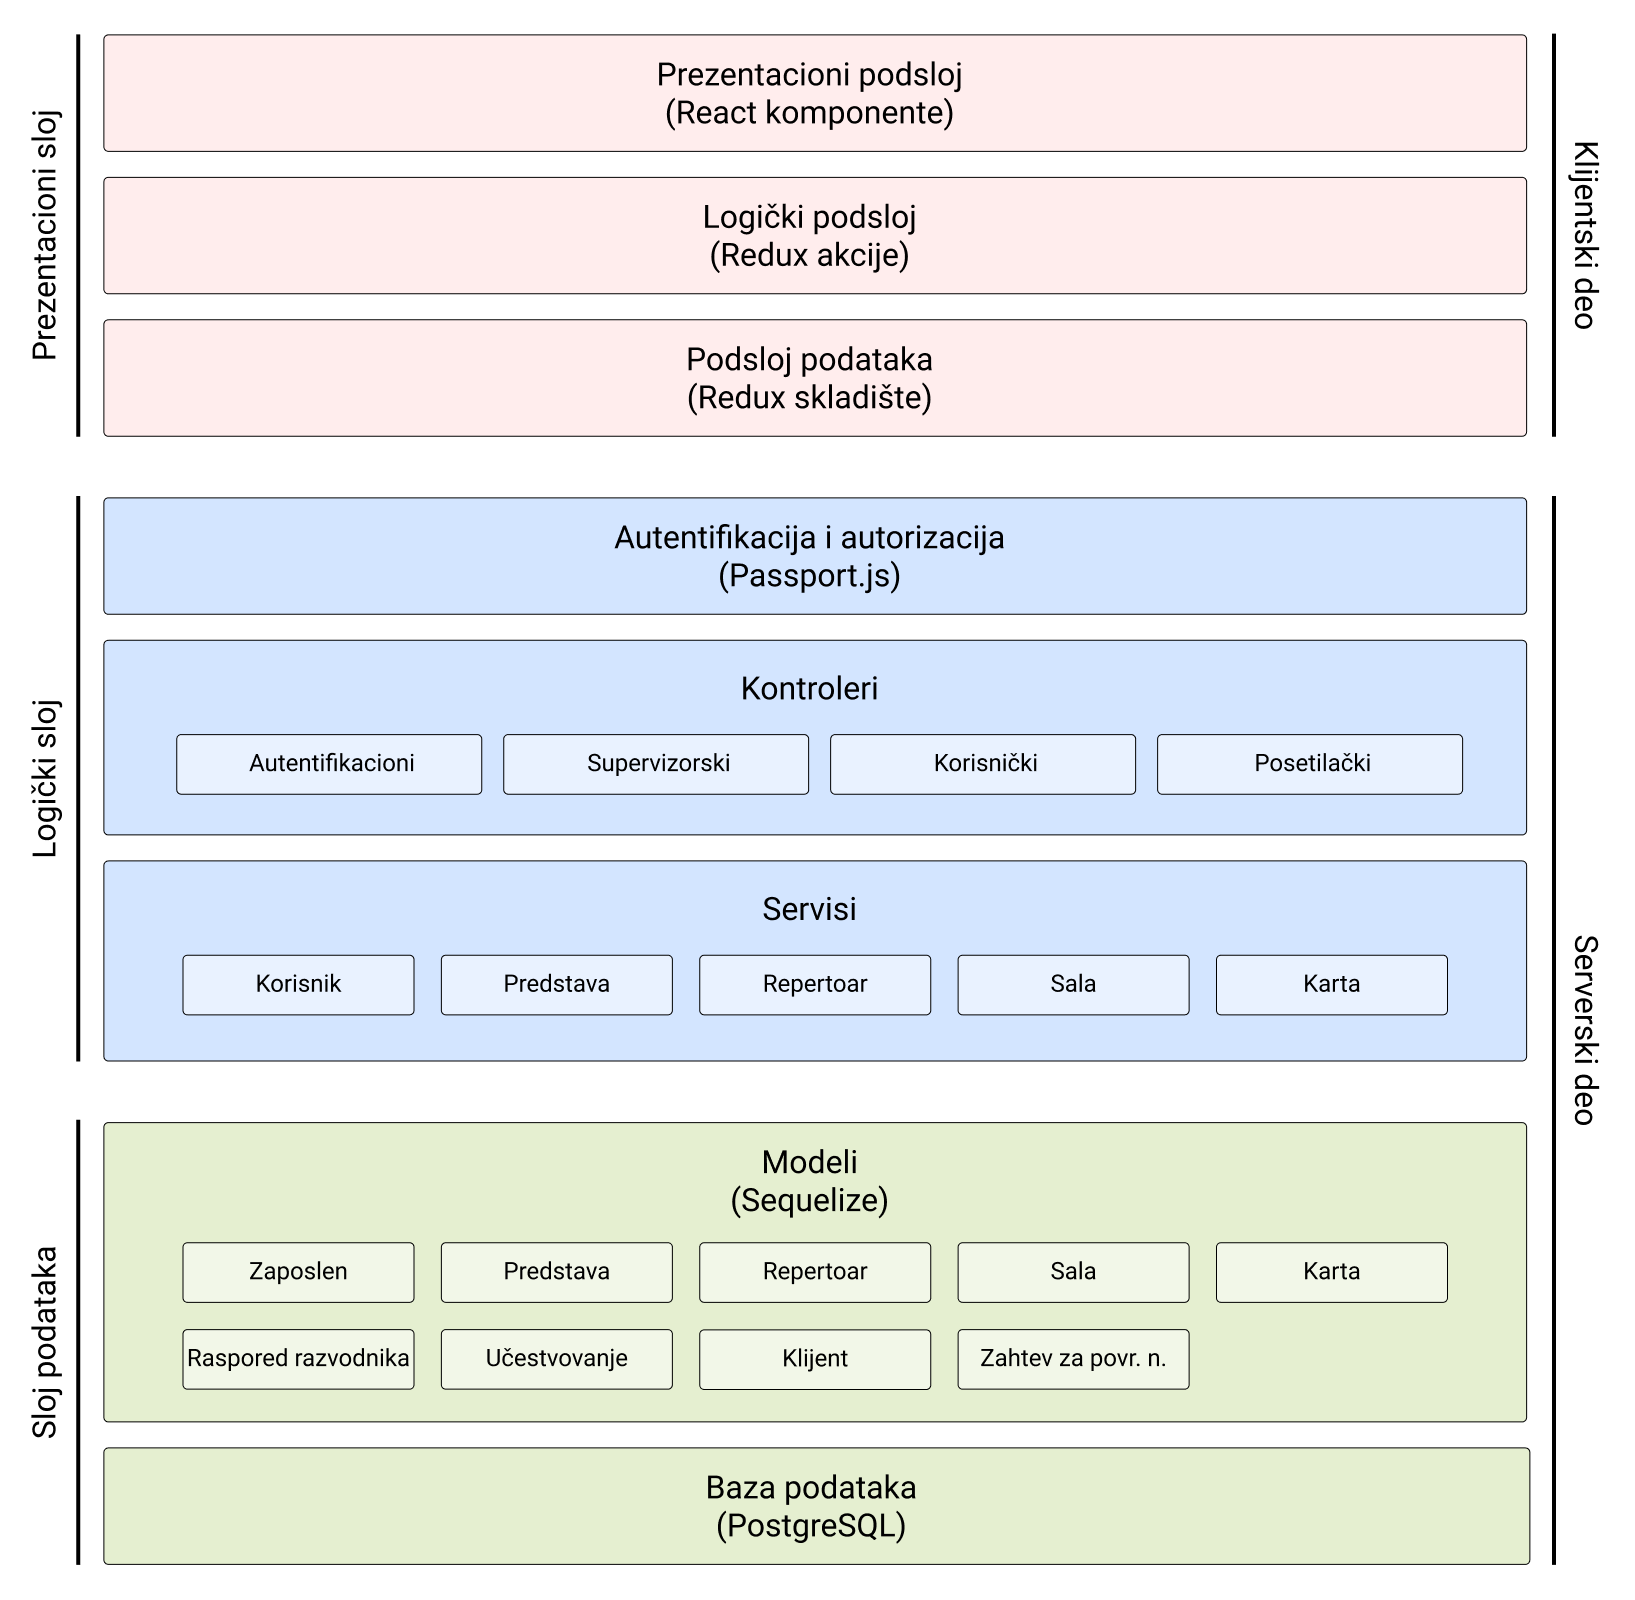 Prezentacioni sloj
Prezentacioni podsloj
(React komponente)
Logički podsloj
(Redux akcije)
Podsloj podataka
(Redux skladište)
Klijentski deo
Logički sloj
Autentifikacija i autorizacija
(Passport.js)
Kontroleri
Autentifikacioni
Supervizorski
Korisnički
Posetilački
Servisi
Korisnik
Predstava
Repertoar
Sala
Karta
Serverski deo
Sloj podataka
Modeli
(Sequelize)
Zaposlen
Predstava
Repertoar
Sala
Karta
Raspored razvodnika
Učestvovanje
Klijent
Zahtev za povr. n.
Baza podataka
(PostgreSQL)